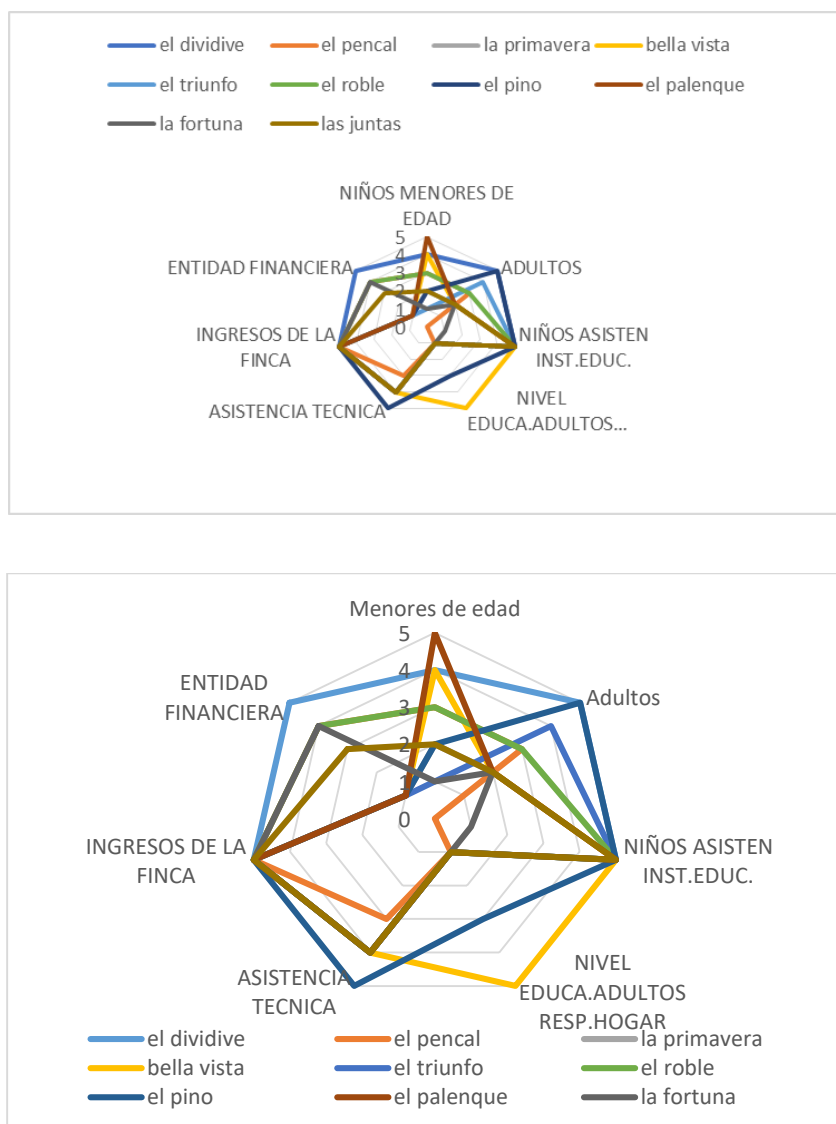 el dividive el pencal la primavera bella vista
el triunfo el roble el pino el palenque
la fortuna las juntas
NIÑOS MENORES DE
EDAD
5
4
3
2
1
0
ENTIDAD FINANCIERA
ADULTOS
INGRESOS DE LA
FINCA
NIÑOS ASISTEN
INST.EDUC.
ASISTENCIA TECNICA
NIVEL
EDUCA.ADULTOS...
Menores de edad
5
4
3
2
1
0
ENTIDAD
FINANCIERA
Adultos
INGRESOS DE LA
FINCA
NIÑOS ASISTEN
INST.EDUC.
ASISTENCIA
TECNICA
NIVEL
EDUCA.ADULTOS
RESP.HOGAR
el dividive el pencal la primavera
bella vista el triunfo el roble
el pino el palenque la fortuna